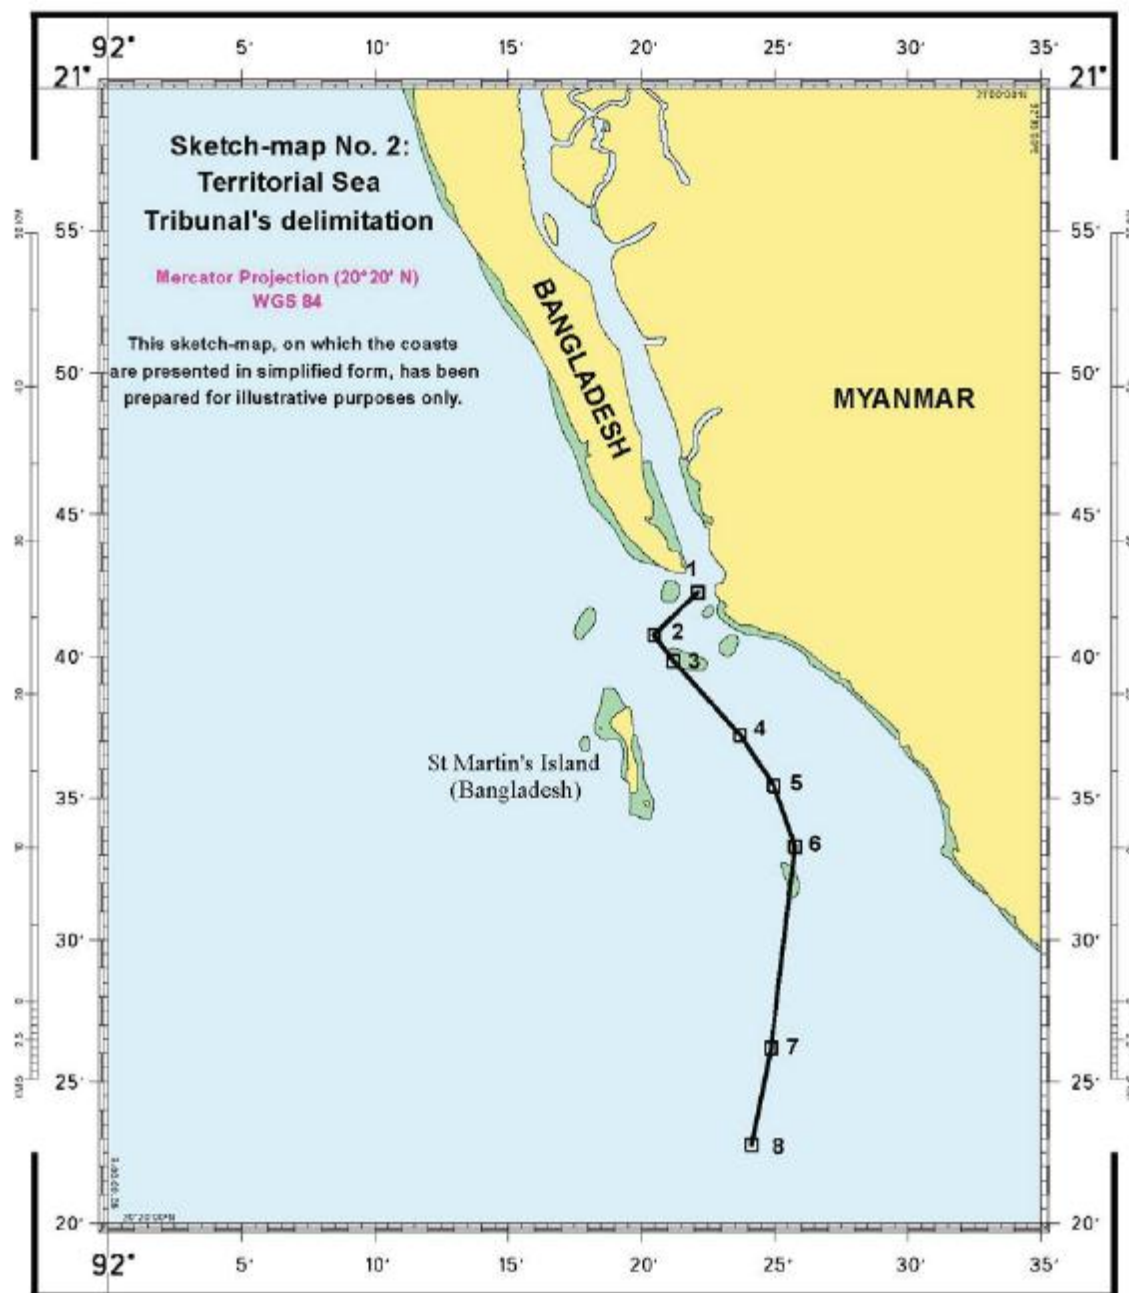 92° 5' 10' 15' 20' 25' 30' 35'
21° 21°
Sketch-map No. 2:
Territorial Sea
Tribunal's delimitation
Mercator Projection (20°20' N)
WGS 84
This sketch-map, on which the coasts
are presented in simplified form, has been
prepared for illustrative purposes only.
BANGLADESH
MYANMAR
55' 55'
50' 50'
45' 45'
1
2
40' 40'
3
4
St Martin's Island
(Bangladesh)
5
35' 35'
6
30' 30'
7
25' 25'
8
20°20'00"N
20' 20'
92° 5' 10' 15' 20' 25' 30' 35'